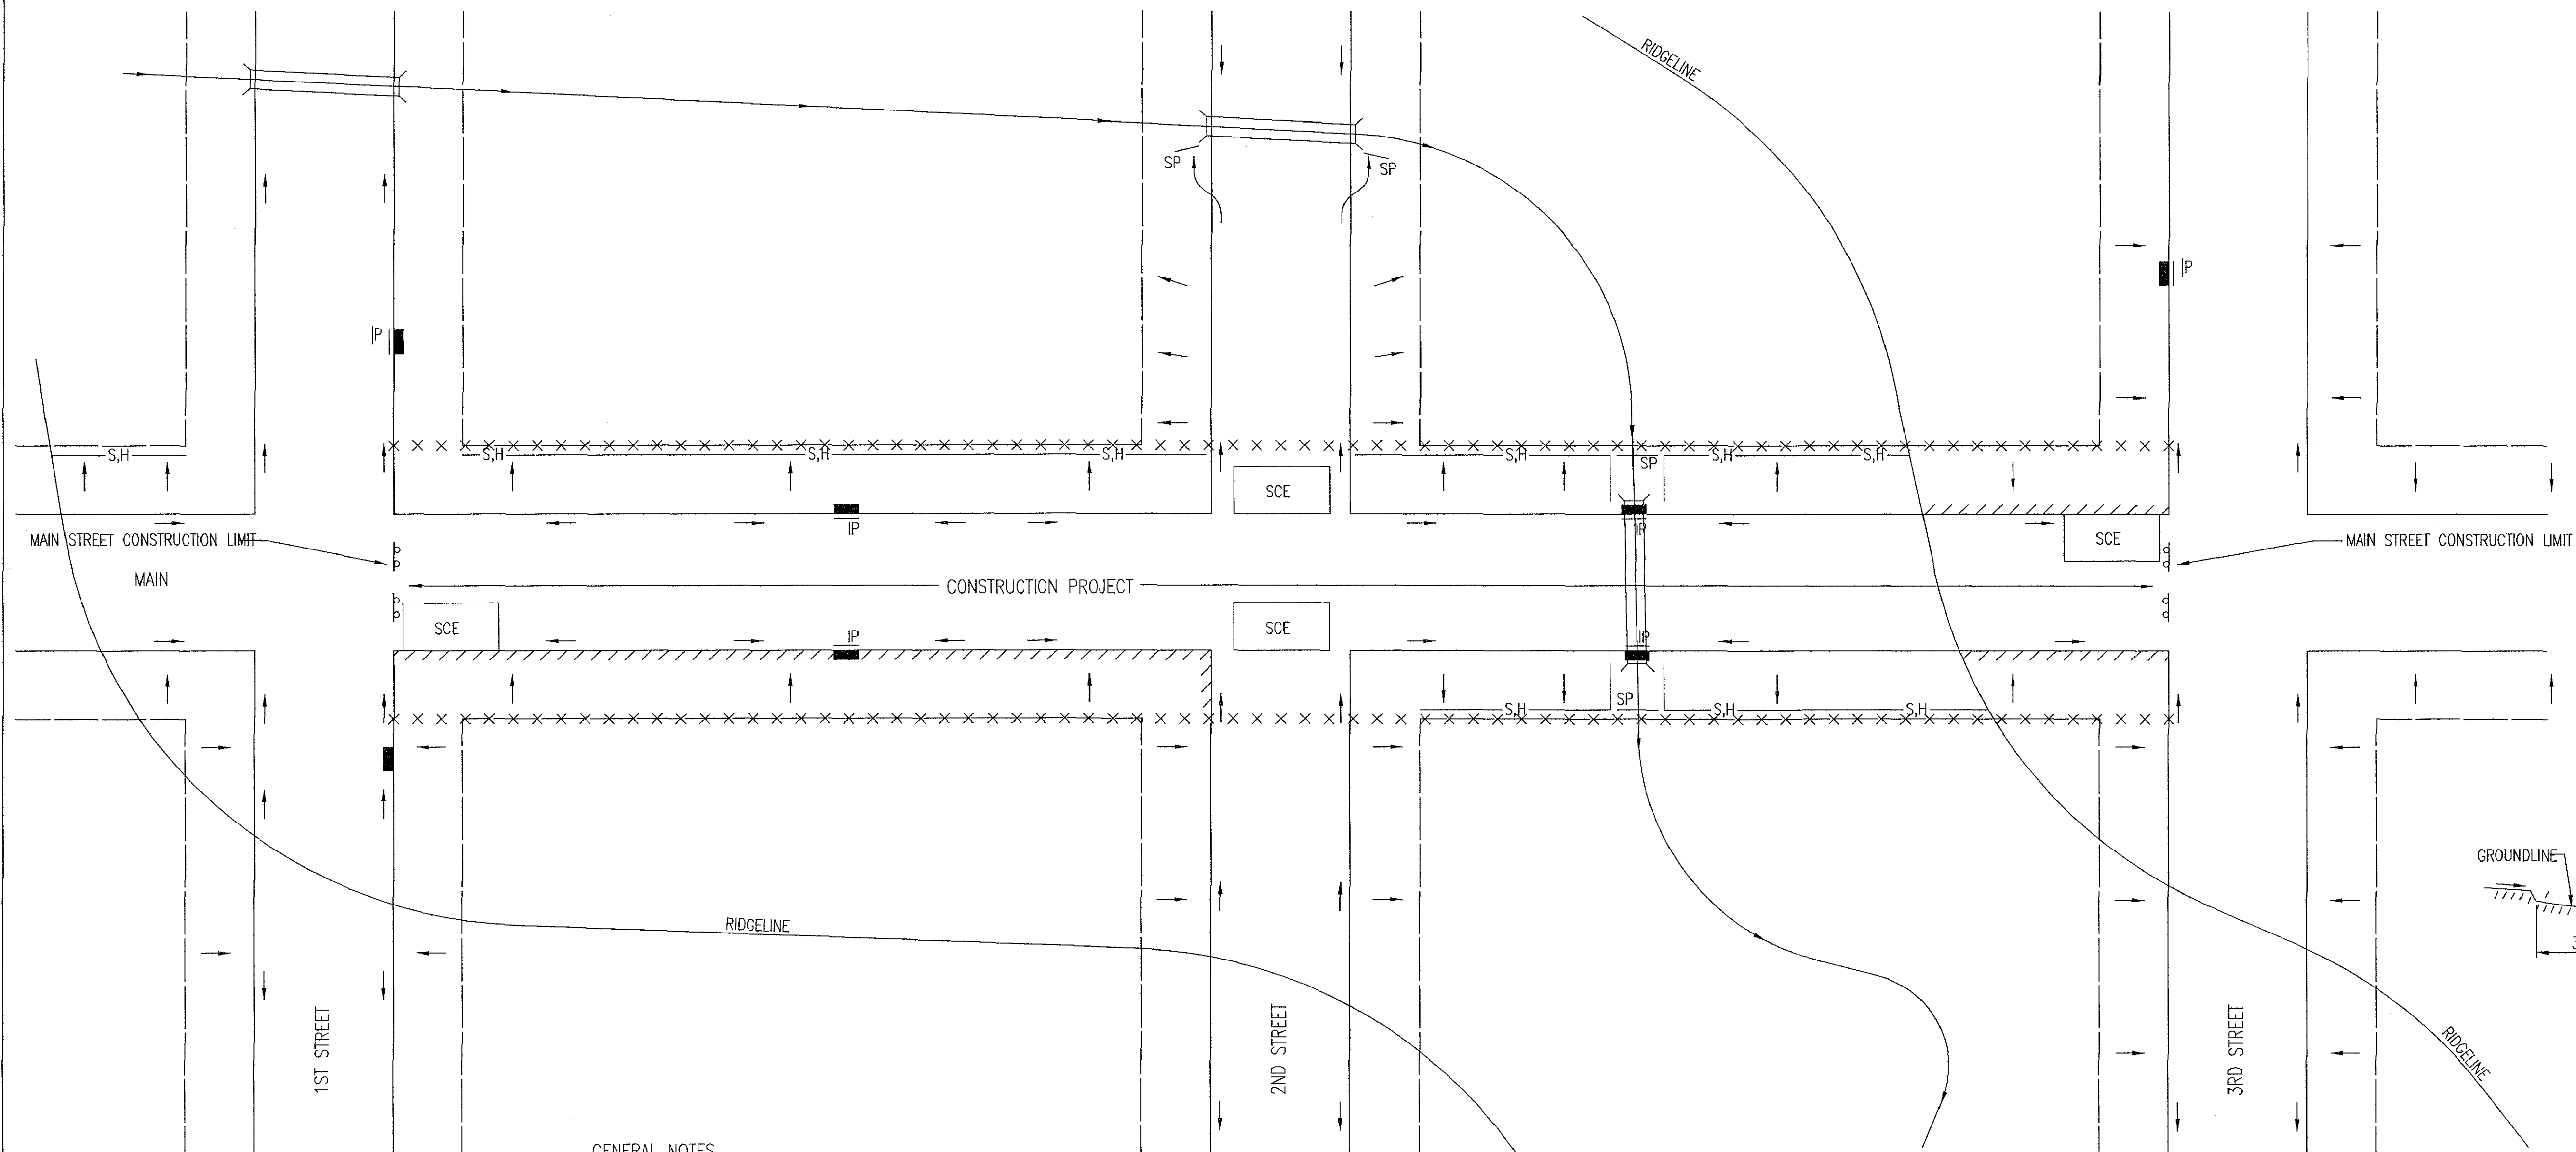 RIDGELINE
SP
SP
IP
IP
S,H
S,H
S,H
S,H
S,H
SP
S,H
S,H
SCE
IP
IP
SCE
MAIN STREET CONSTRUCTION LIMIT
MAIN STREET CONSTRUCTION LIMIT
MAIN
CONSTRUCTION PROJECT
SCE
SCE
IP
IP
S,H
SP
S,H
S,H
GROUNDLINE
RIDGELINE
1ST STREET
2ND STREET
3RD STREET
RIDGELINE
GENERAL NOTES